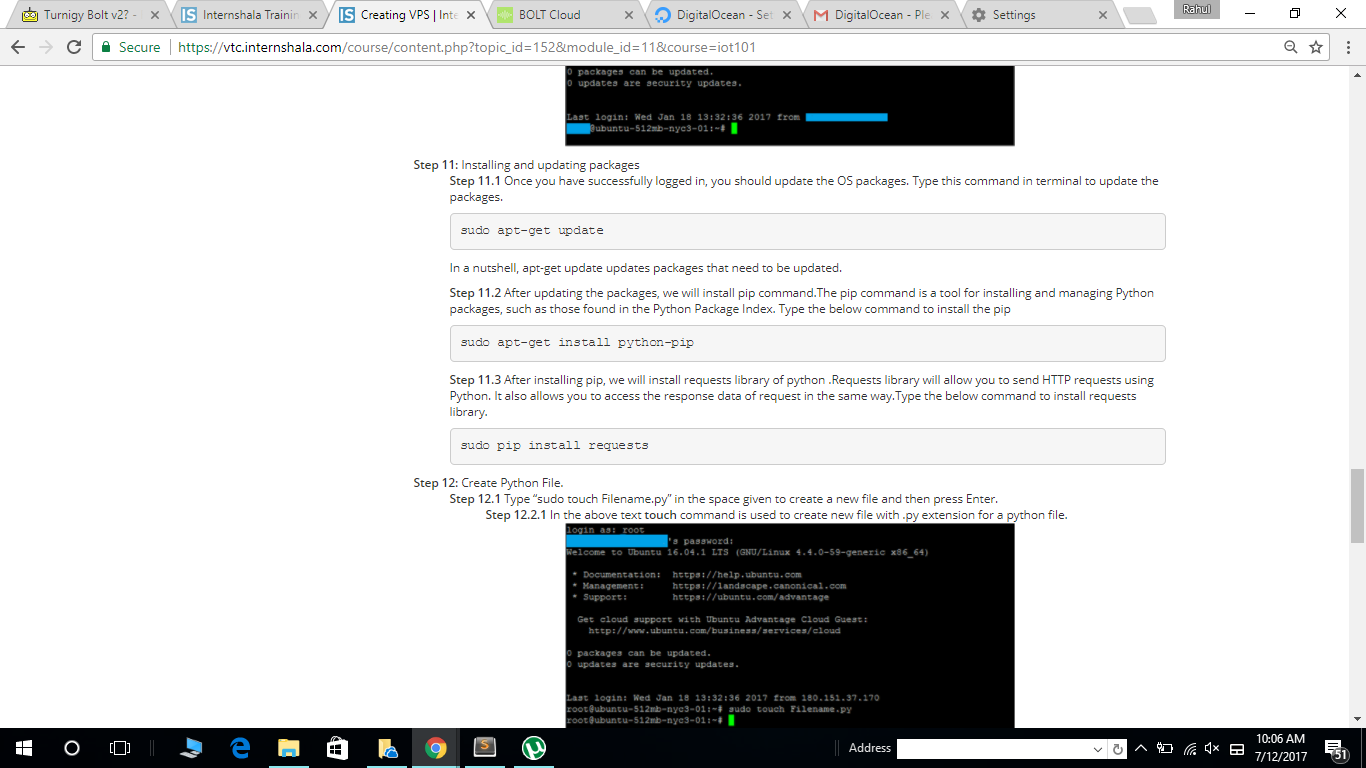 Turnigy Bolt v2? -
Internshala Trainin
Creating VPS | Inte
BOLT Cloud
DigitalOcean - Set
DigitalOcean - Ple
Settings
Rahul
Secure
https://vtc.internshala.com/course/content.php?topic_id=152&module_id=11&course=iot101
0 packages can be updated.
0 updates are security updates.
Last login: Wed Jan 18 13:32:36 2017 from
@ubuntu-512mb-nyc3-01:~#
Step 11: Installing and updating packages
Step 11.1 Once you have successfully logged in, you should update the OS packages. Type this command in terminal to update the
packages.
sudo apt-get update
In a nutshell, apt-get update updates packages that need to be updated.
Step 11.2 After updating the packages, we will install pip command.The pip command is a tool for installing and managing Python
packages, such as those found in the Python Package Index. Type the below command to install the pip
sudo apt-get install python-pip
Step 11.3 After installing pip, we will install requests library of python .Requests library will allow you to send HTTP requests using
Python. It also allows you to access the response data of request in the same way.Type the below command to install requests
library.
sudo pip install requests
Step 12: Create Python File.
Step 12.1 Type “sudo touch Filename.py” in the space given to create a new file and then press Enter.
Step 12.2.1 In the above text touch command is used to create new file with .py extension for a python file.
login as: root
's password:
Welcome to Ubuntu 16.04.1 LTS (GNU/Linux 4.4.0-59-generic x86_64)
* Documentation: https://help.ubuntu.com
* Management: https://landscape.canonical.com
* Support: https://ubuntu.com/advantage
Get cloud support with Ubuntu Advantage Cloud Guest:
http://www.ubuntu.com/business/services/cloud
0 packages can be updated.
0 updates are security updates.
Last login: Wed Jan 18 13:32:36 2017 from 180.151.37.170
root@ubuntu-512mb-nyc3-01:~# sudo touch Filename.py
root@ubuntu-512mb-nyc3-01:~#
Address
10:06 AM
7/12/2017
51